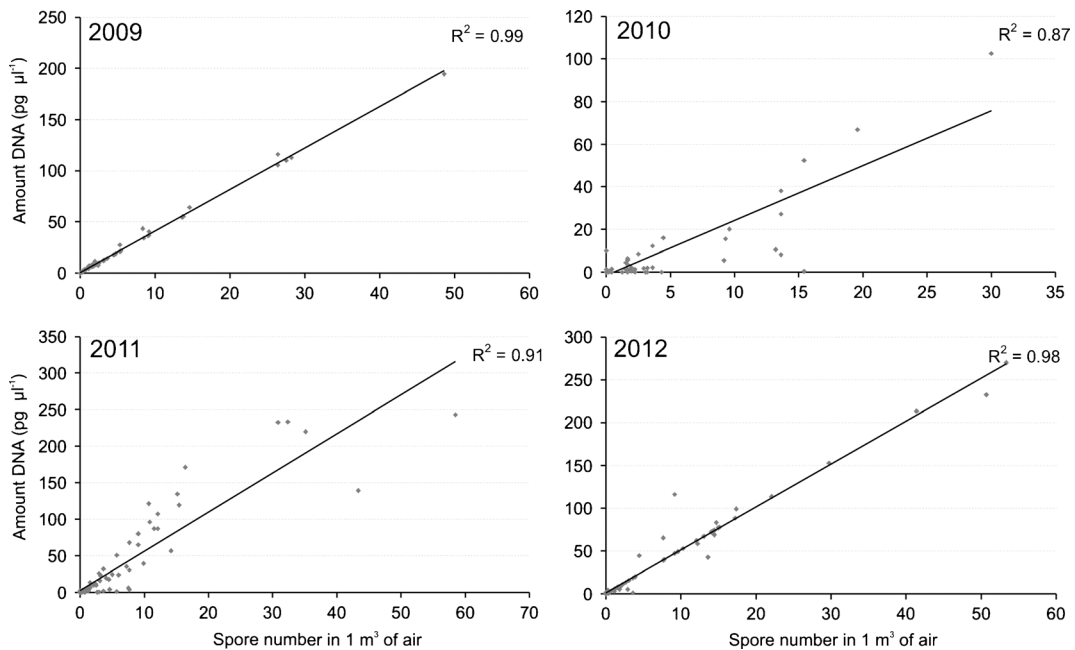 2009
R² = 0.99
Amount DNA (pg µl⁻¹)
250
200
150
100
50
0
0 10 20 30 40 50 60
2010
R² = 0.87
120
100
80
60
40
20
0
0 5 10 15 20 25 30 35
2011
R² = 0.91
Amount DNA (pg µl⁻¹)
350
300
250
200
150
100
50
0
0 10 20 30 40 50 60 70
Spore number in 1 m³ of air
2012
R² = 0.98
300
250
200
150
100
50
0
0 10 20 30 40 50 60
Spore number in 1 m³ of air